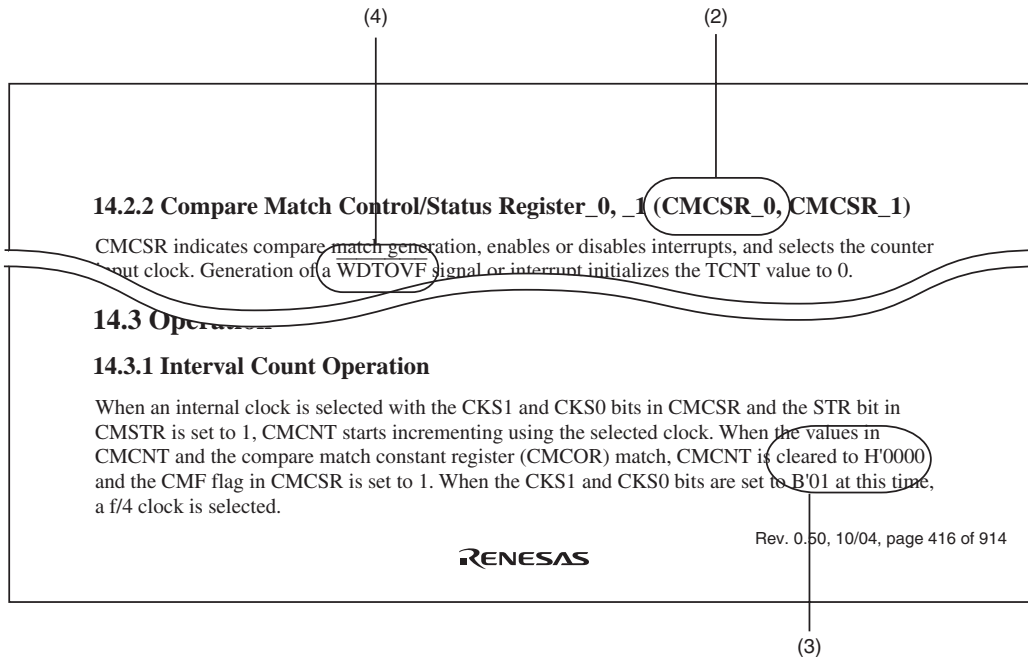 (4) (2)
14.2.2 Compare Match Control/Status Register_0, _1 (CMCSR_0, CMCSR_1)
CMCSR indicates compare match generation, enables or disables interrupts, and selects the counter
input clock. Generation of a WDTOVF signal or interrupt initializes the TCNT value to 0.
14.3 Operation
14.3.1 Interval Count Operation
When an internal clock is selected with the CKS1 and CKS0 bits in CMCSR and the STR bit in
CMSTR is set to 1, CMCNT starts incrementing using the selected clock. When the values in
CMCNT and the compare match constant register (CMCOR) match, CMCNT is cleared to H'0000
and the CMF flag in CMCSR is set to 1. When the CKS1 and CKS0 bits are set to B'01 at this time,
a f/4 clock is selected.
Rev. 0.50, 10/04, page 416 of 914
RENESAS
(3)